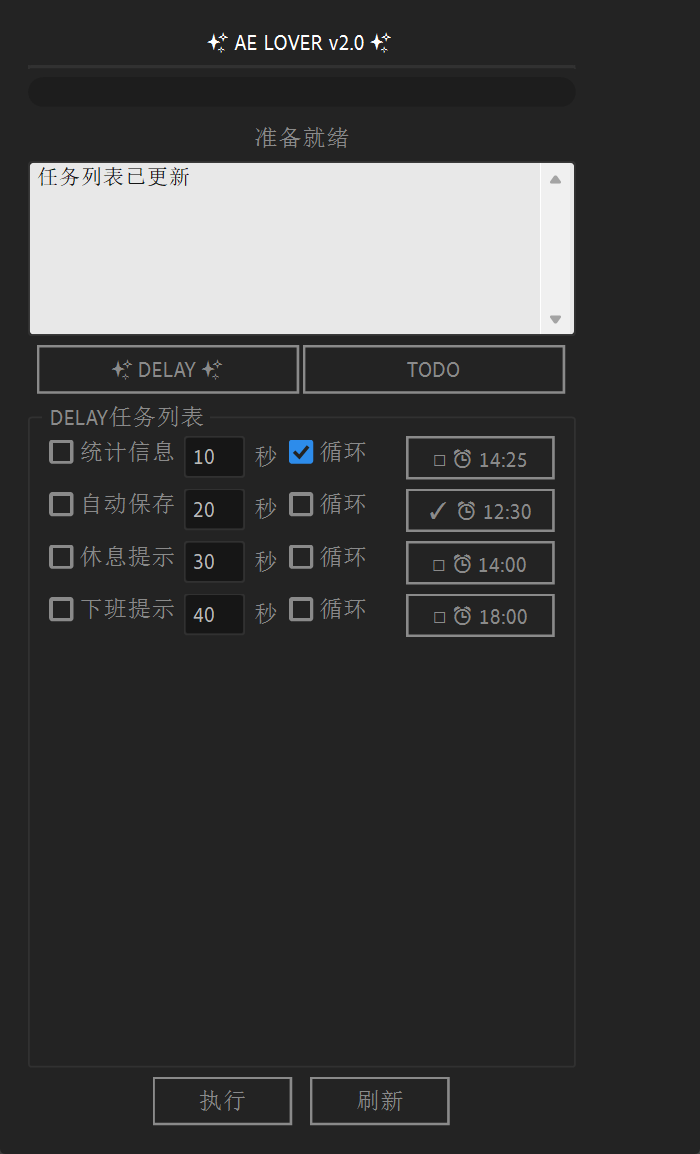 ✨ AE LOVER v2.0 ✨
准备就绪
任务列表已更新
✨ DELAY ✨ TODO
DELAY任务列表
统计信息 10 秒 循环 □ ⏰ 14:25
自动保存 20 秒 循环 ✓ ⏰ 12:30
休息提示 30 秒 循环 □ ⏰ 14:00
下班提示 40 秒 循环 □ ⏰ 18:00
执行 刷新